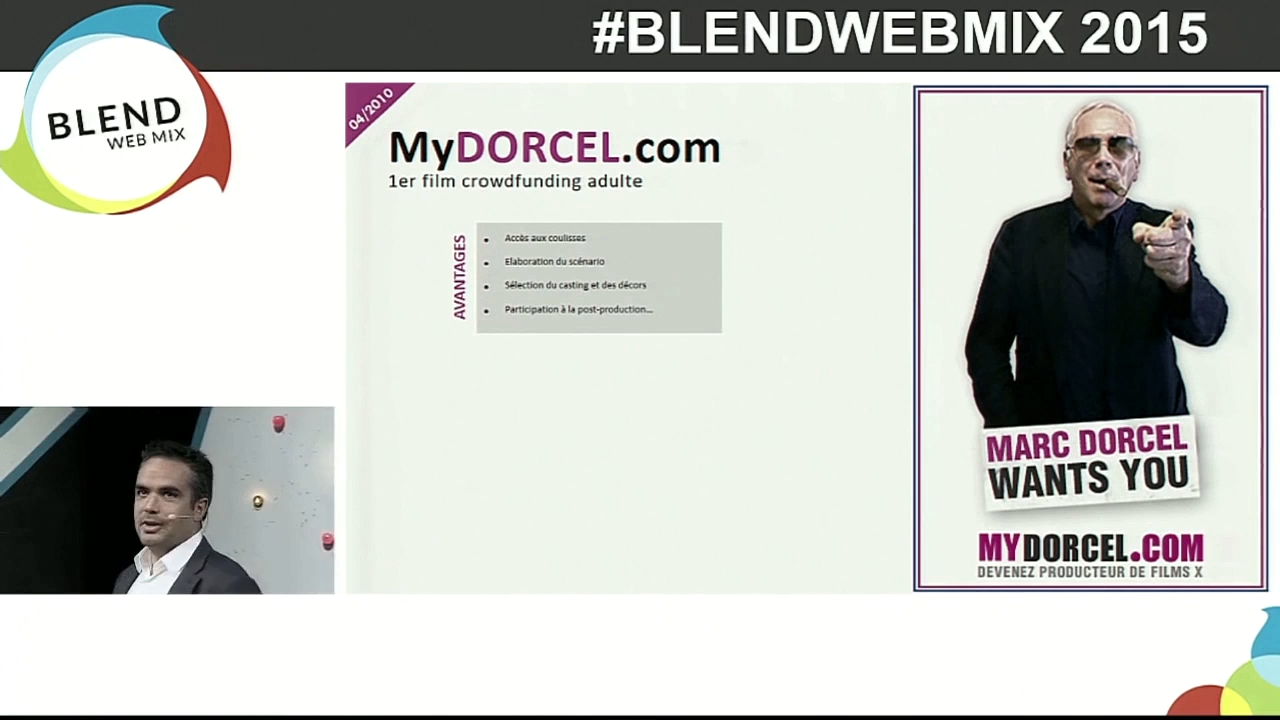 #BLENDWEBMIX 2015
BLEND
WEB MIX
04/2010
MyDORCEL.com
1er film crowdfunding adulte
AVANTAGES
• Accès aux coulisses
• Elaboration du scénario
• Sélection du casting et des décors
• Participation à la post-production...
MARC DORCEL
WANTS YOU
MYDORCEL.COM
DEVENEZ PRODUCTEUR DE FILMS X